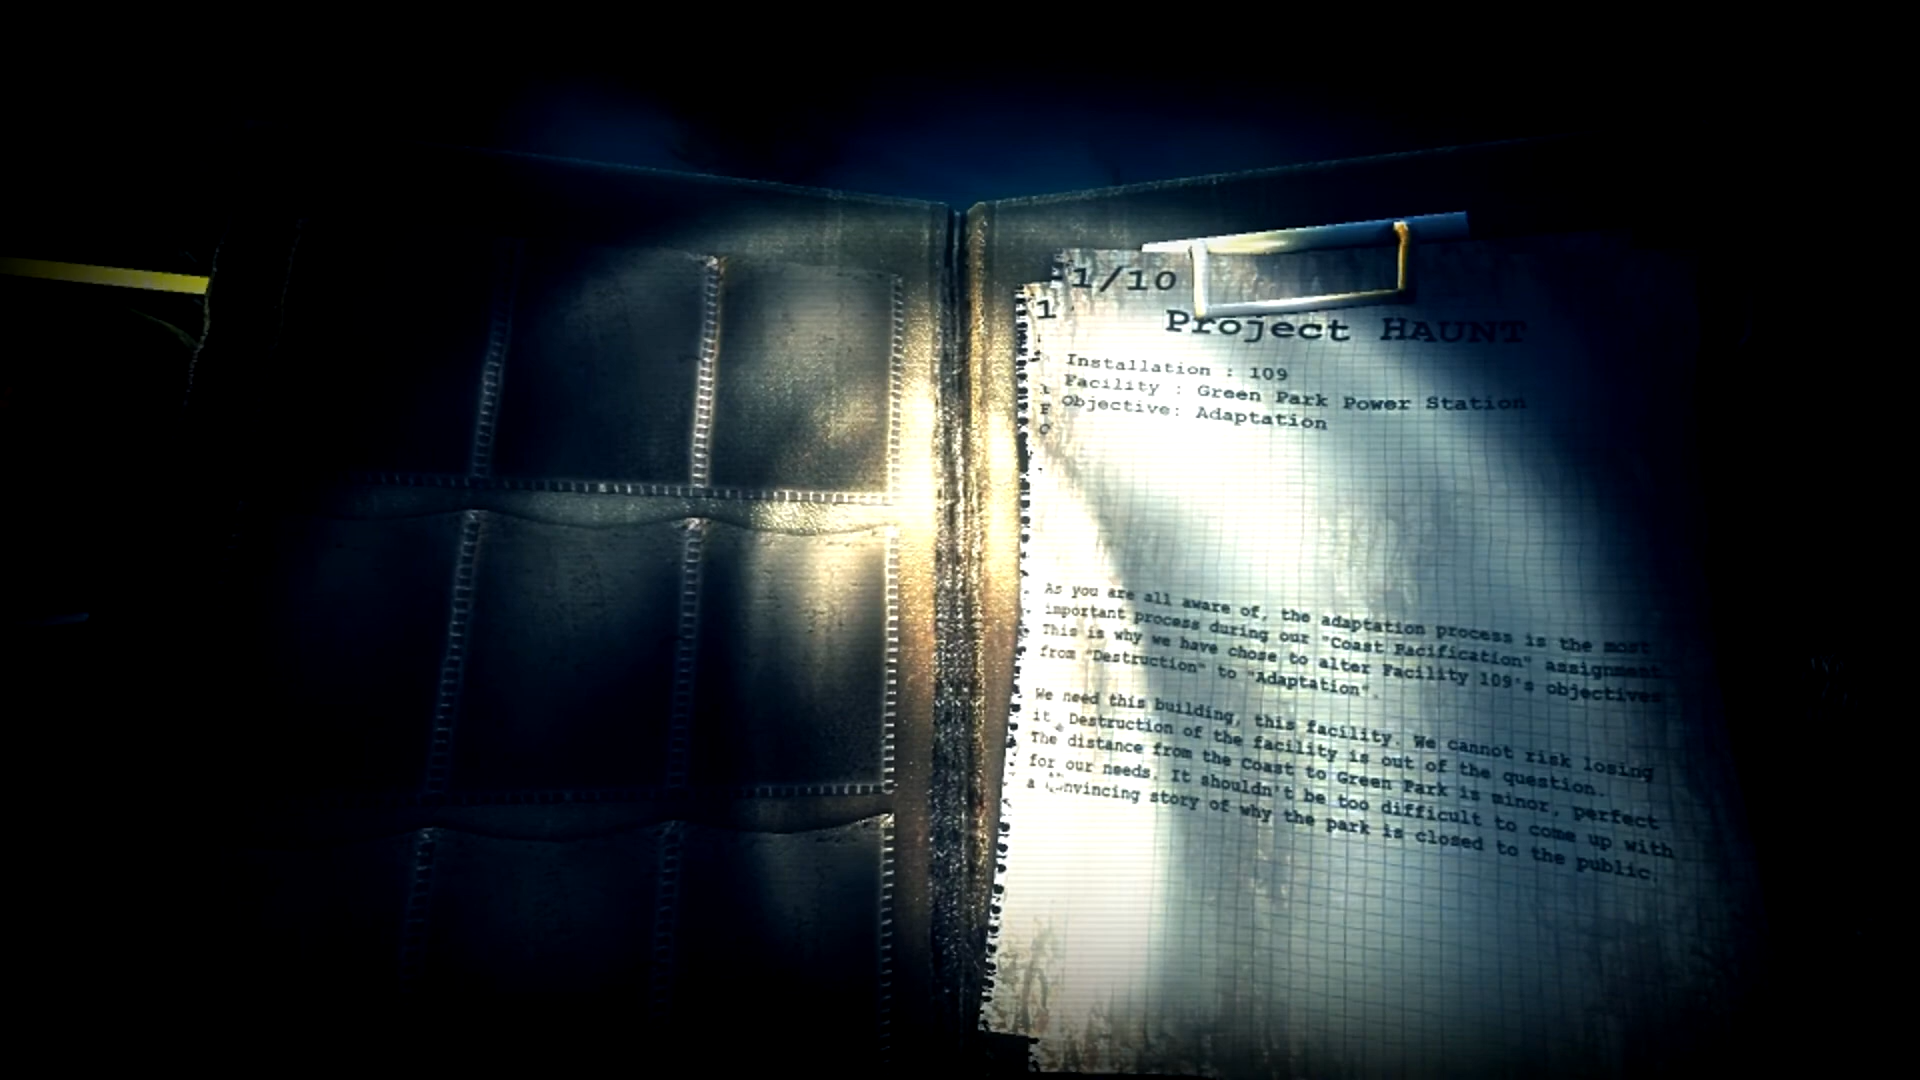 1/10
1
Project HAUNT
Installation : 109
Facility : Green Park Power Station
Objective: Adaptation
As you are all aware of, the adaptation process is the most
important process during our "Coast Pacification" assignment.
This is why we have chose to alter Facility 109's objectives
from "Destruction" to "Adaptation".
We need this building, this facility. We cannot risk losing
it. Destruction of the facility is out of the question.
The distance from the Coast to Green Park is minor, perfect
for our needs. It shouldn't be too difficult to come up with
a convincing story of why the park is closed to the public.